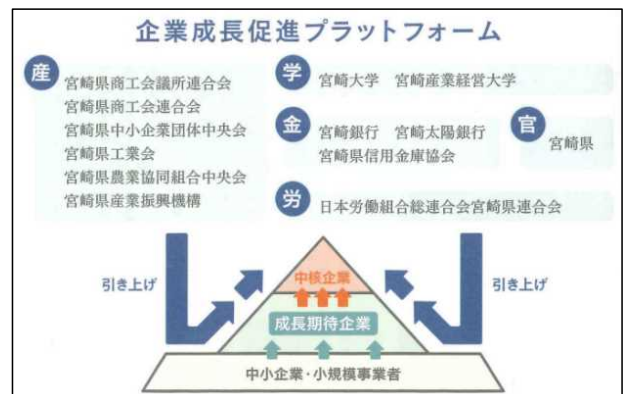 企業成長促進プラットフォーム
産
宮崎県商工会議所連合会
宮崎県商工会連合会
宮崎県中小企業団体中央会
宮崎県工業会
宮崎県農業協同組合中央会
宮崎県産業振興機構
学
宮崎大学 宮崎産業経営大学
金
宮崎銀行 宮崎太陽銀行
宮崎県信用金庫協会
官
宮崎県
労
日本労働組合総連合会宮崎県連合会
引き上げ
引き上げ
中核企業
成長期待企業
中小企業・小規模事業者